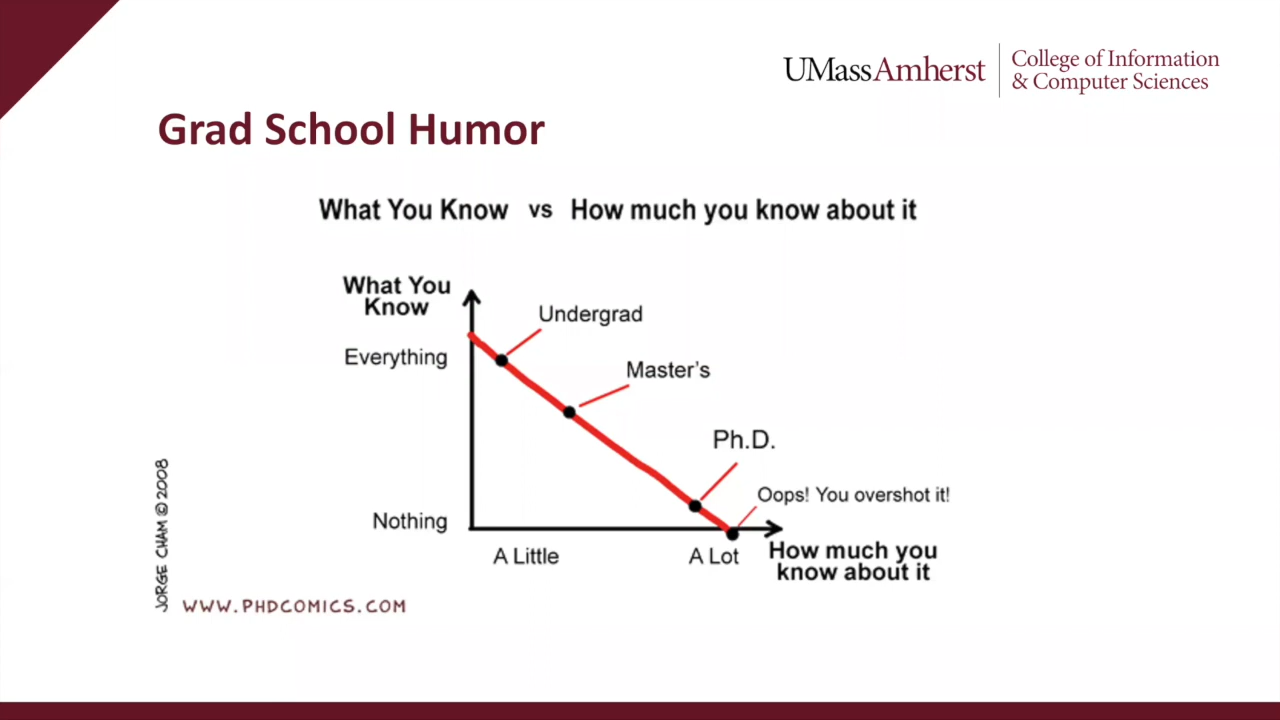 UMassAmherst
College of Information
& Computer Sciences
Grad School Humor
What You Know vs How much you know about it
What You
Know
Undergrad
Everything
Master's
Ph.D.
Oops! You overshot it!
Nothing
A Little
A Lot
How much you
know about it
JORGE CHAM © 2008
WWW.PHDCOMICS.COM